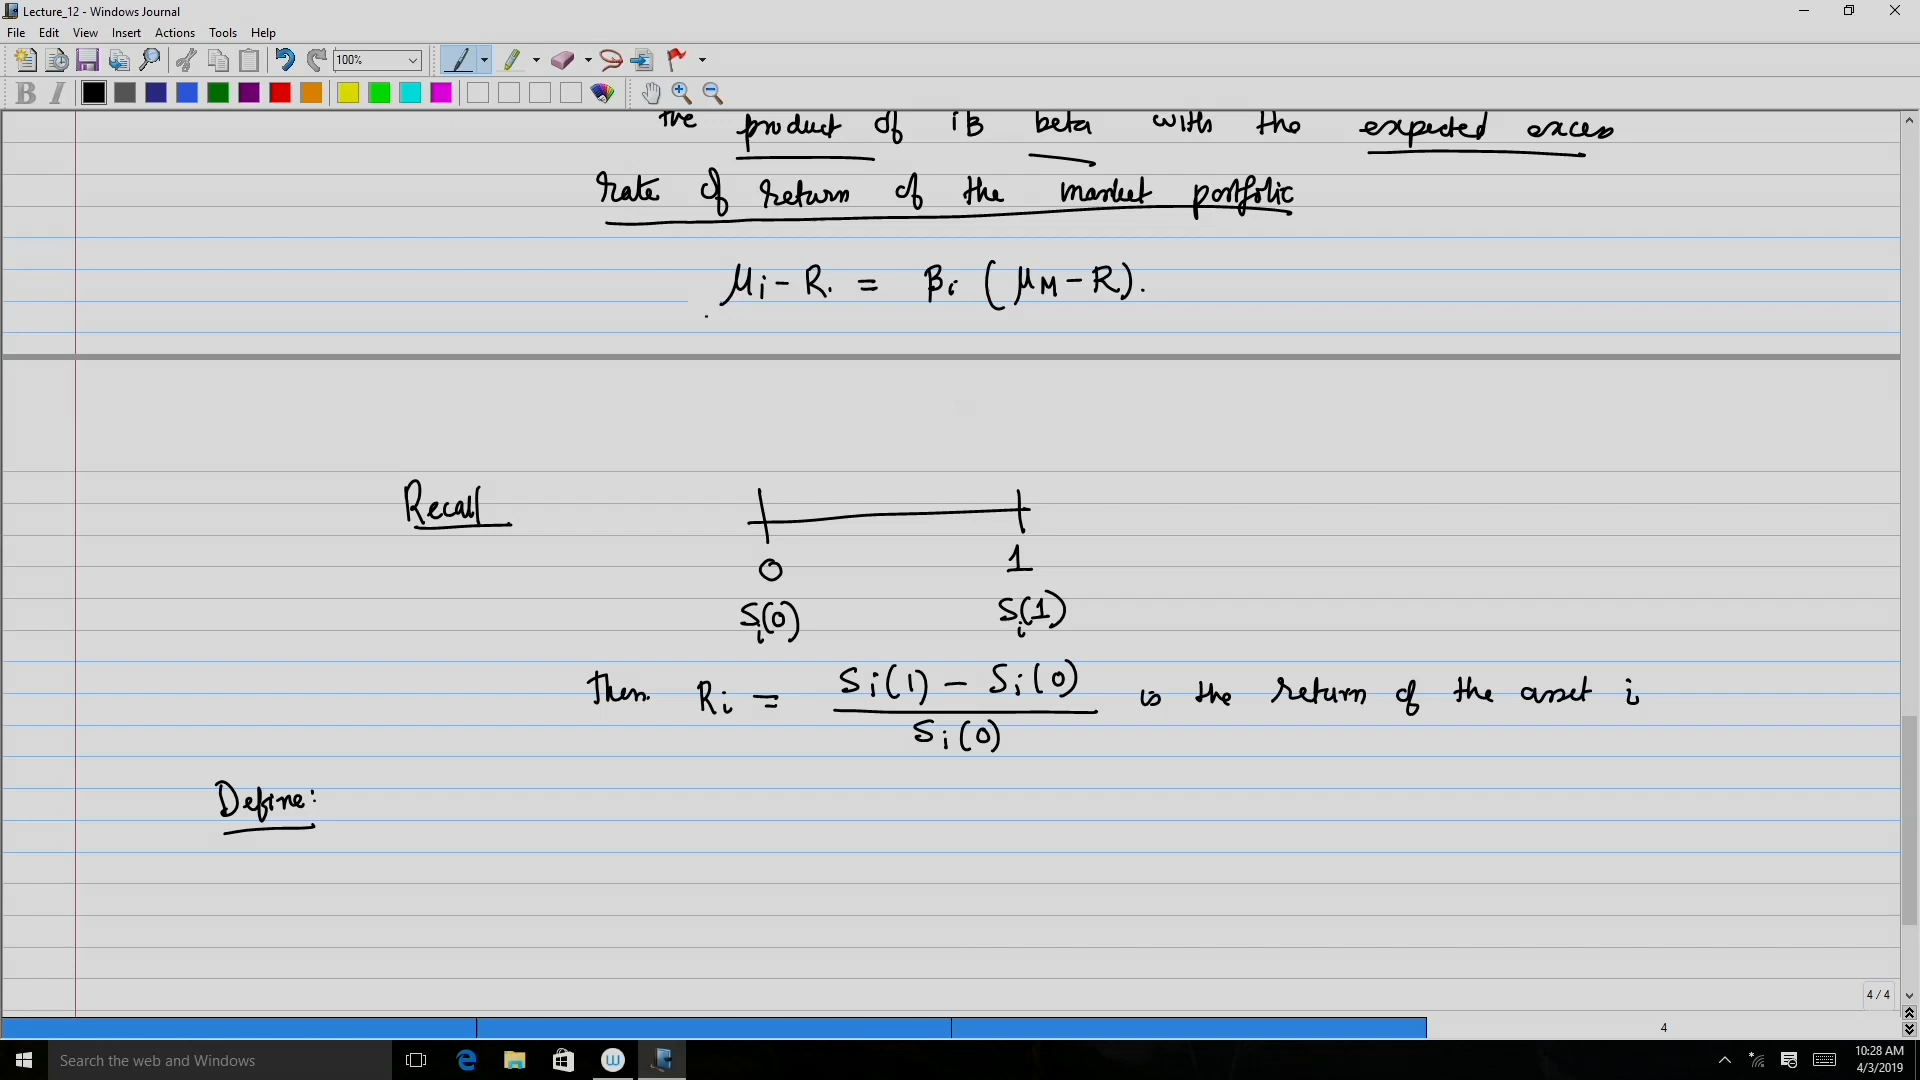 Lecture_12 - Windows Journal
File Edit View Insert Actions Tools Help
100%
B I
the product of its beta with the expected excess
rate of return of the market portfolio
μi - R = βi (μM - R).
Recall
0 1
Si(0) Si(1)
Then Ri = Si(1) - Si(0) / Si(0) is the return of the asset i
Define:
4 / 4
4
Search the web and Windows
10:28 AM
4/3/2019